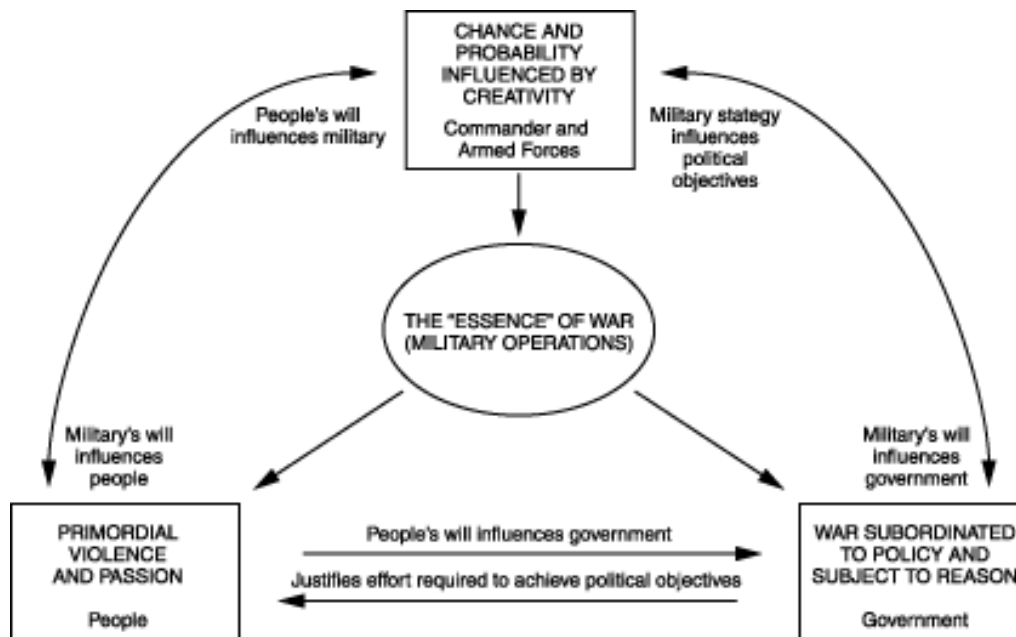 CHANCE AND
PROBABILITY
INFLUENCED BY
CREATIVITY
Commander and
Armed Forces
People's will
influences military
Military stategy
influences
political
objectives
THE "ESSENCE" OF WAR
(MILITARY OPERATIONS)
Military's will
influences
people
Military's will
influences
government
PRIMORDIAL
VIOLENCE
AND PASSION
People
People's will influences government
Justifies effort required to achieve political objectives
WAR SUBORDINATED
TO POLICY AND
SUBJECT TO REASON
Government